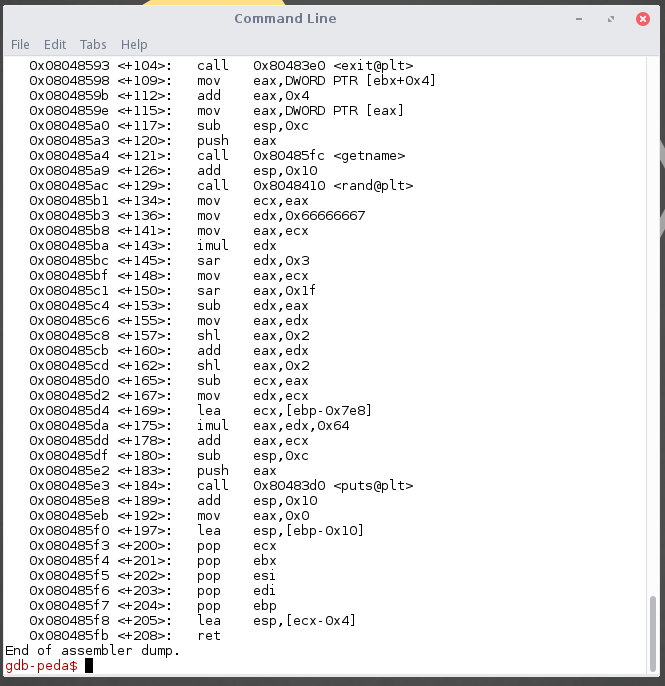 Command Line
File Edit Tabs Help
0x08048593 <+104>: call 0x80483e0 <exit@plt>
0x08048598 <+109>: mov eax,DWORD PTR [ebx+0x4]
0x0804859b <+112>: add eax,0x4
0x0804859e <+115>: mov eax,DWORD PTR [eax]
0x080485a0 <+117>: sub esp,0xc
0x080485a3 <+120>: push eax
0x080485a4 <+121>: call 0x80485fc <getname>
0x080485a9 <+126>: add esp,0x10
0x080485ac <+129>: call 0x8048410 <rand@plt>
0x080485b1 <+134>: mov ecx,eax
0x080485b3 <+136>: mov edx,0x66666667
0x080485b8 <+141>: mov eax,ecx
0x080485ba <+143>: imul edx
0x080485bc <+145>: sar edx,0x3
0x080485bf <+148>: mov eax,ecx
0x080485c1 <+150>: sar eax,0x1f
0x080485c4 <+153>: sub edx,eax
0x080485c6 <+155>: mov eax,edx
0x080485c8 <+157>: shl eax,0x2
0x080485cb <+160>: add eax,edx
0x080485cd <+162>: shl eax,0x2
0x080485d0 <+165>: sub ecx,eax
0x080485d2 <+167>: mov edx,ecx
0x080485d4 <+169>: lea ecx,[ebp-0x7e8]
0x080485da <+175>: imul eax,edx,0x64
0x080485dd <+178>: add eax,ecx
0x080485df <+180>: sub esp,0xc
0x080485e2 <+183>: push eax
0x080485e3 <+184>: call 0x80483d0 <puts@plt>
0x080485e8 <+189>: add esp,0x10
0x080485eb <+192>: mov eax,0x0
0x080485f0 <+197>: lea esp,[ebp-0x10]
0x080485f3 <+200>: pop ecx
0x080485f4 <+201>: pop ebx
0x080485f5 <+202>: pop esi
0x080485f6 <+203>: pop edi
0x080485f7 <+204>: pop ebp
0x080485f8 <+205>: lea esp,[ecx-0x4]
0x080485fb <+208>: ret
End of assembler dump.
gdb-peda$